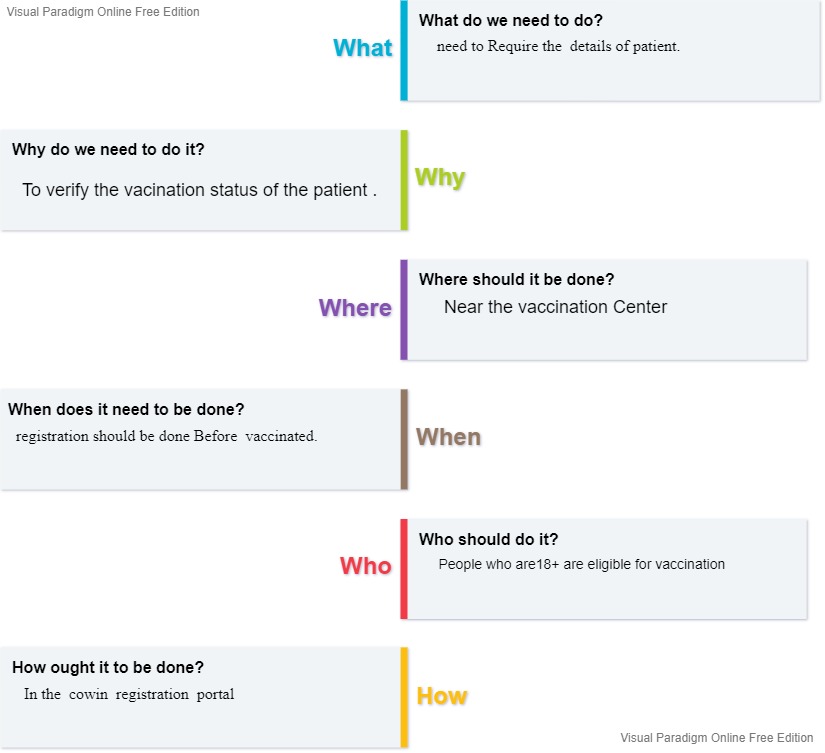 Visual Paradigm Online Free Edition
What do we need to do?
need to Require the  details of patient.
What
Why do we need to do it?
To verify the vacination status of the patient .
Why
Where should it be done?
Near the vaccination Center
Where
When does it need to be done?
registration should be done Before  vaccinated.
When
Who should do it?
People who are18+ are eligible for vaccination
Who
How ought it to be done?
In the  cowin  registration  portal
How
Visual Paradigm Online Free Edition